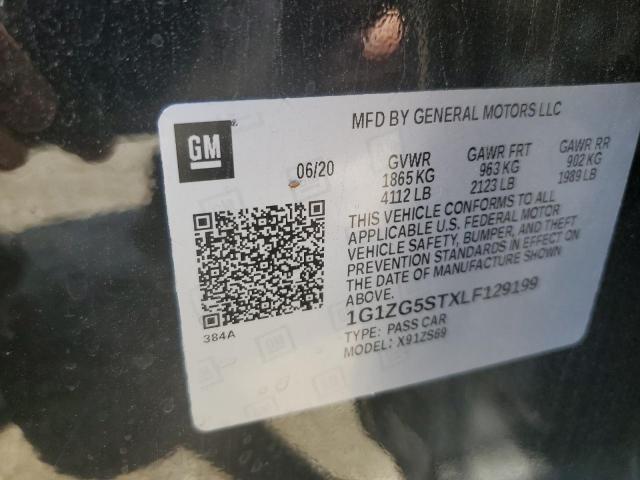 MFD BY GENERAL MOTORS LLC
GM
06/20
GVWR GAWR FRT GAWR RR
1865 KG 963 KG 902 KG
4112 LB 2123 LB 1989 LB
THIS VEHICLE CONFORMS TO ALL
APPLICABLE U.S. FEDERAL MOTOR
VEHICLE SAFETY, BUMPER, AND THEFT
PREVENTION STANDARDS IN EFFECT ON
THE DATE OF MANUFACTURE SHOWN
ABOVE.
1G1ZG5STXLF129199
TYPE: PASS CAR
MODEL: X91ZS69
384A